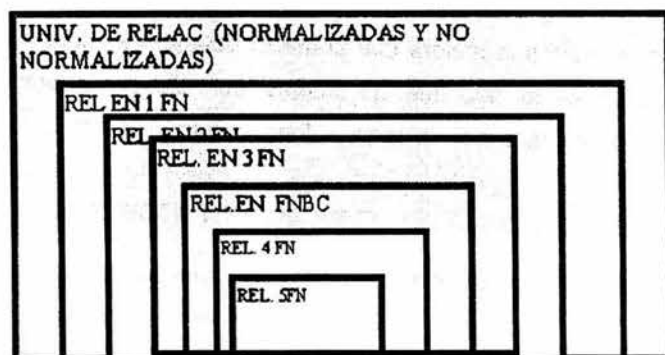 UNIV. DE RELAC (NORMALIZADAS Y NO
NORMALIZADAS)
REL EN 1 FN
REL. EN 2 FN
REL. EN 3 FN
REL.EN FNBC
REL. 4 FN
REL. 5FN